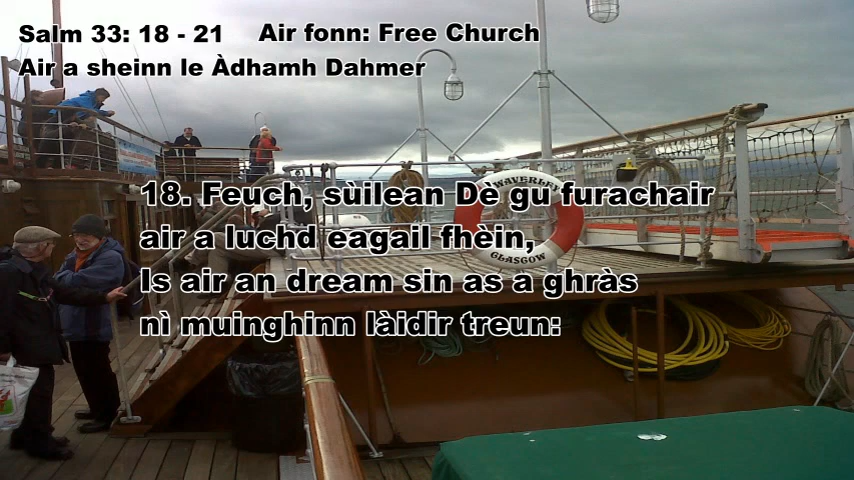 Salm 33: 18 - 21 Air fonn: Free Church
Air a sheinn le Àdhamh Dahmer
18. Feuch, sùilean Dè gu furachair
air a luchd eagail fhèin,
Is air an dream sin as a ghràs
nì muinghinn làidir treun:
WAVERLEY
GLASGOW